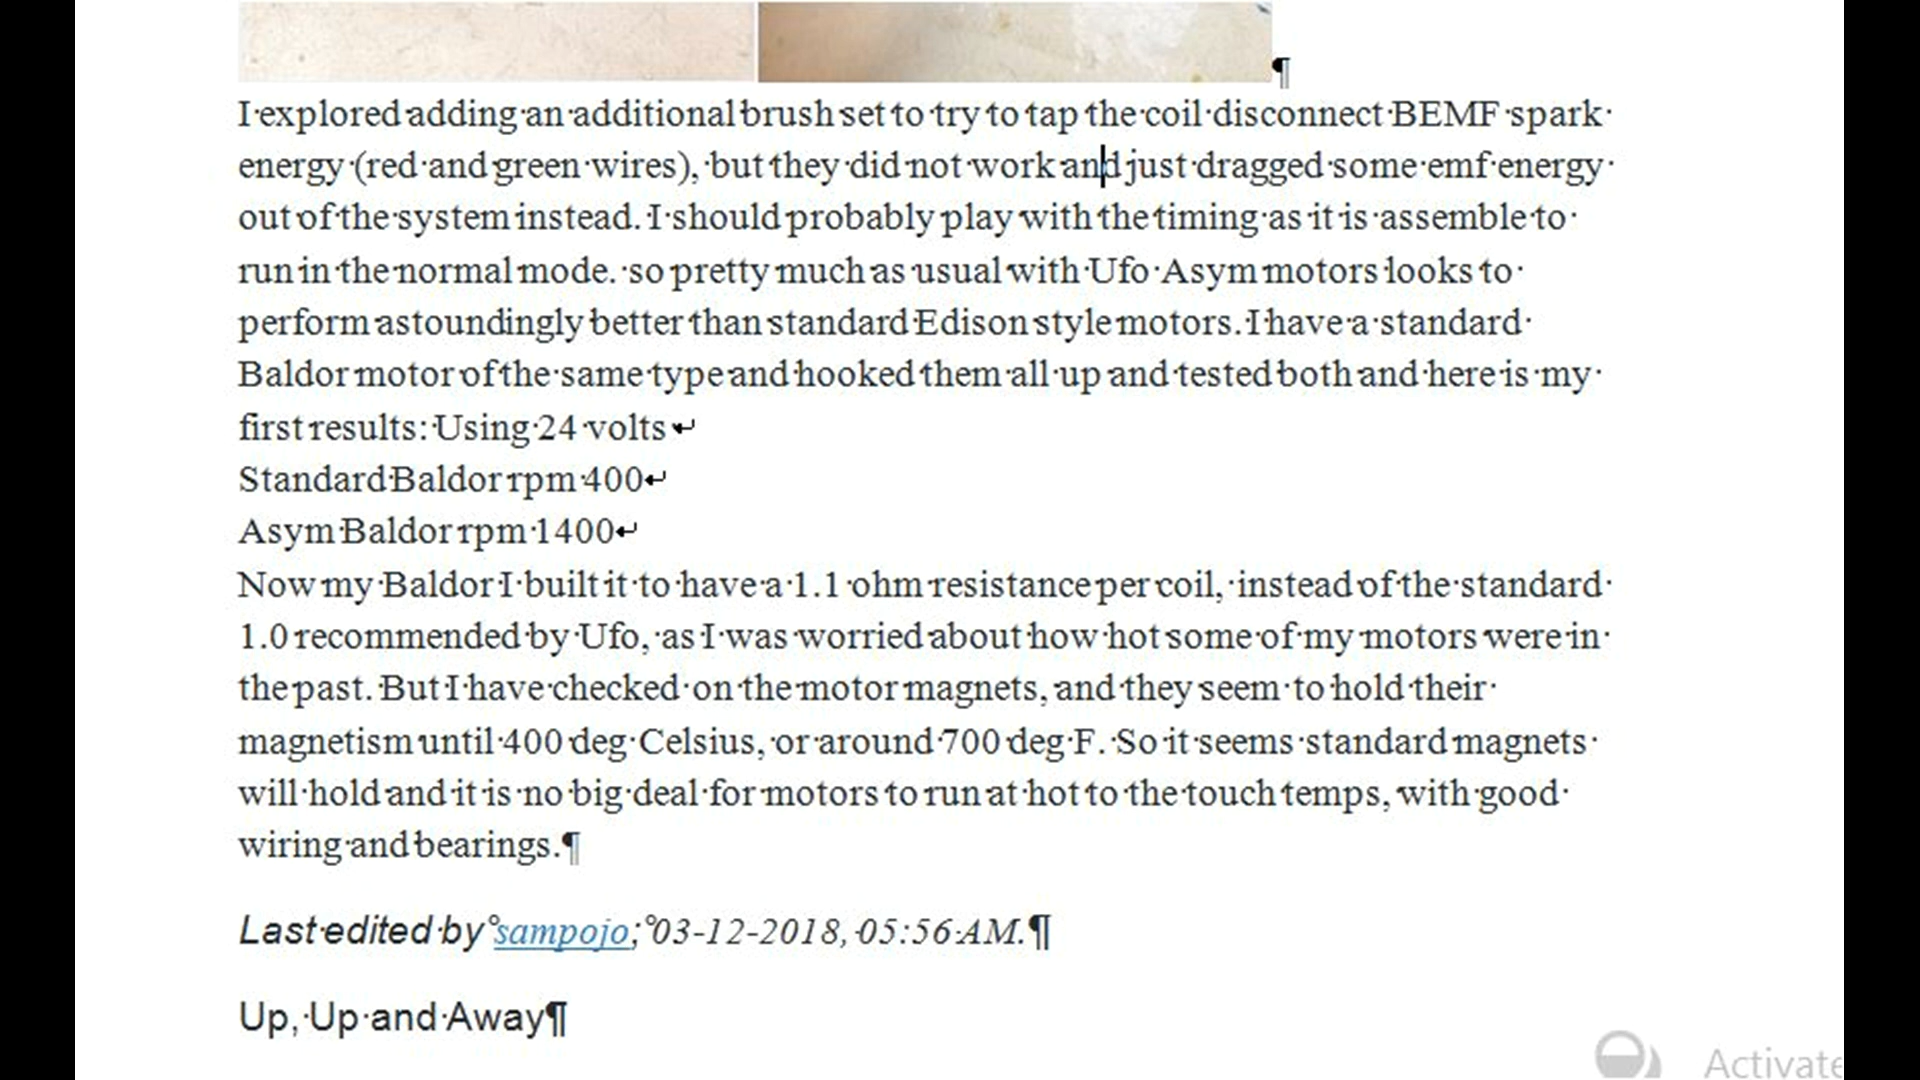 I explored adding an additional brush set to try to tap the coil disconnect BEMF spark
energy (red and green wires), but they did not work and just dragged some emf energy
out of the system instead. I should probably play with the timing as it is assemble to
run in the normal mode. so pretty much as usual with Ufo Asym motors looks to
perform astoundingly better than standard Edison style motors. I have a standard
Baldor motor of the same type and hooked them all up and tested both and here is my
first results: Using 24 volts
Standard Baldor rpm 400
Asym Baldor rpm 1400
Now my Baldor I built it to have a 1.1 ohm resistance per coil, instead of the standard
1.0 recommended by Ufo, as I was worried about how hot some of my motors were in
the past. But I have checked on the motor magnets, and they seem to hold their
magnetism until 400 deg Celsius, or around 700 deg F. So it seems standard magnets
will hold and it is no big deal for motors to run at hot to the touch temps, with good
wiring and bearings.
Last edited by sampojo; 03-12-2018, 05:56 AM.
Up, Up and Away
Activate